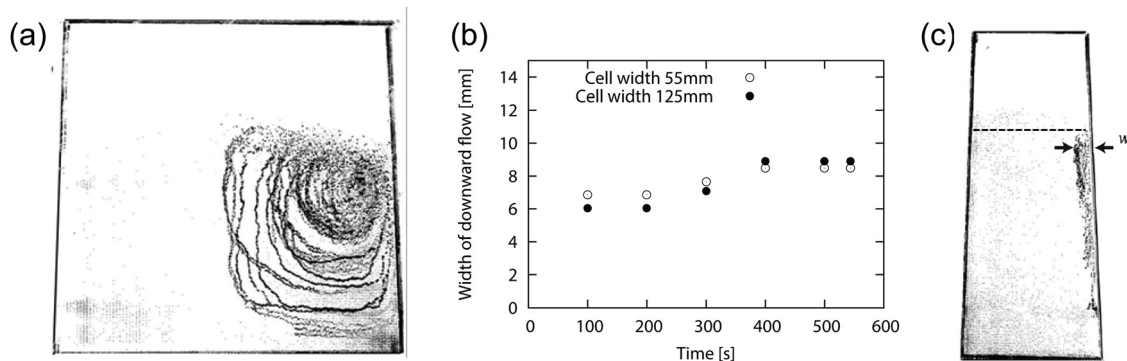 (a)
(b)
Width of downward flow [mm]
14
12
10
8
6
4
2
0
Cell width 55mm
Cell width 125mm
0 100 200 300 400 500 600
Time [s]
(c)
w